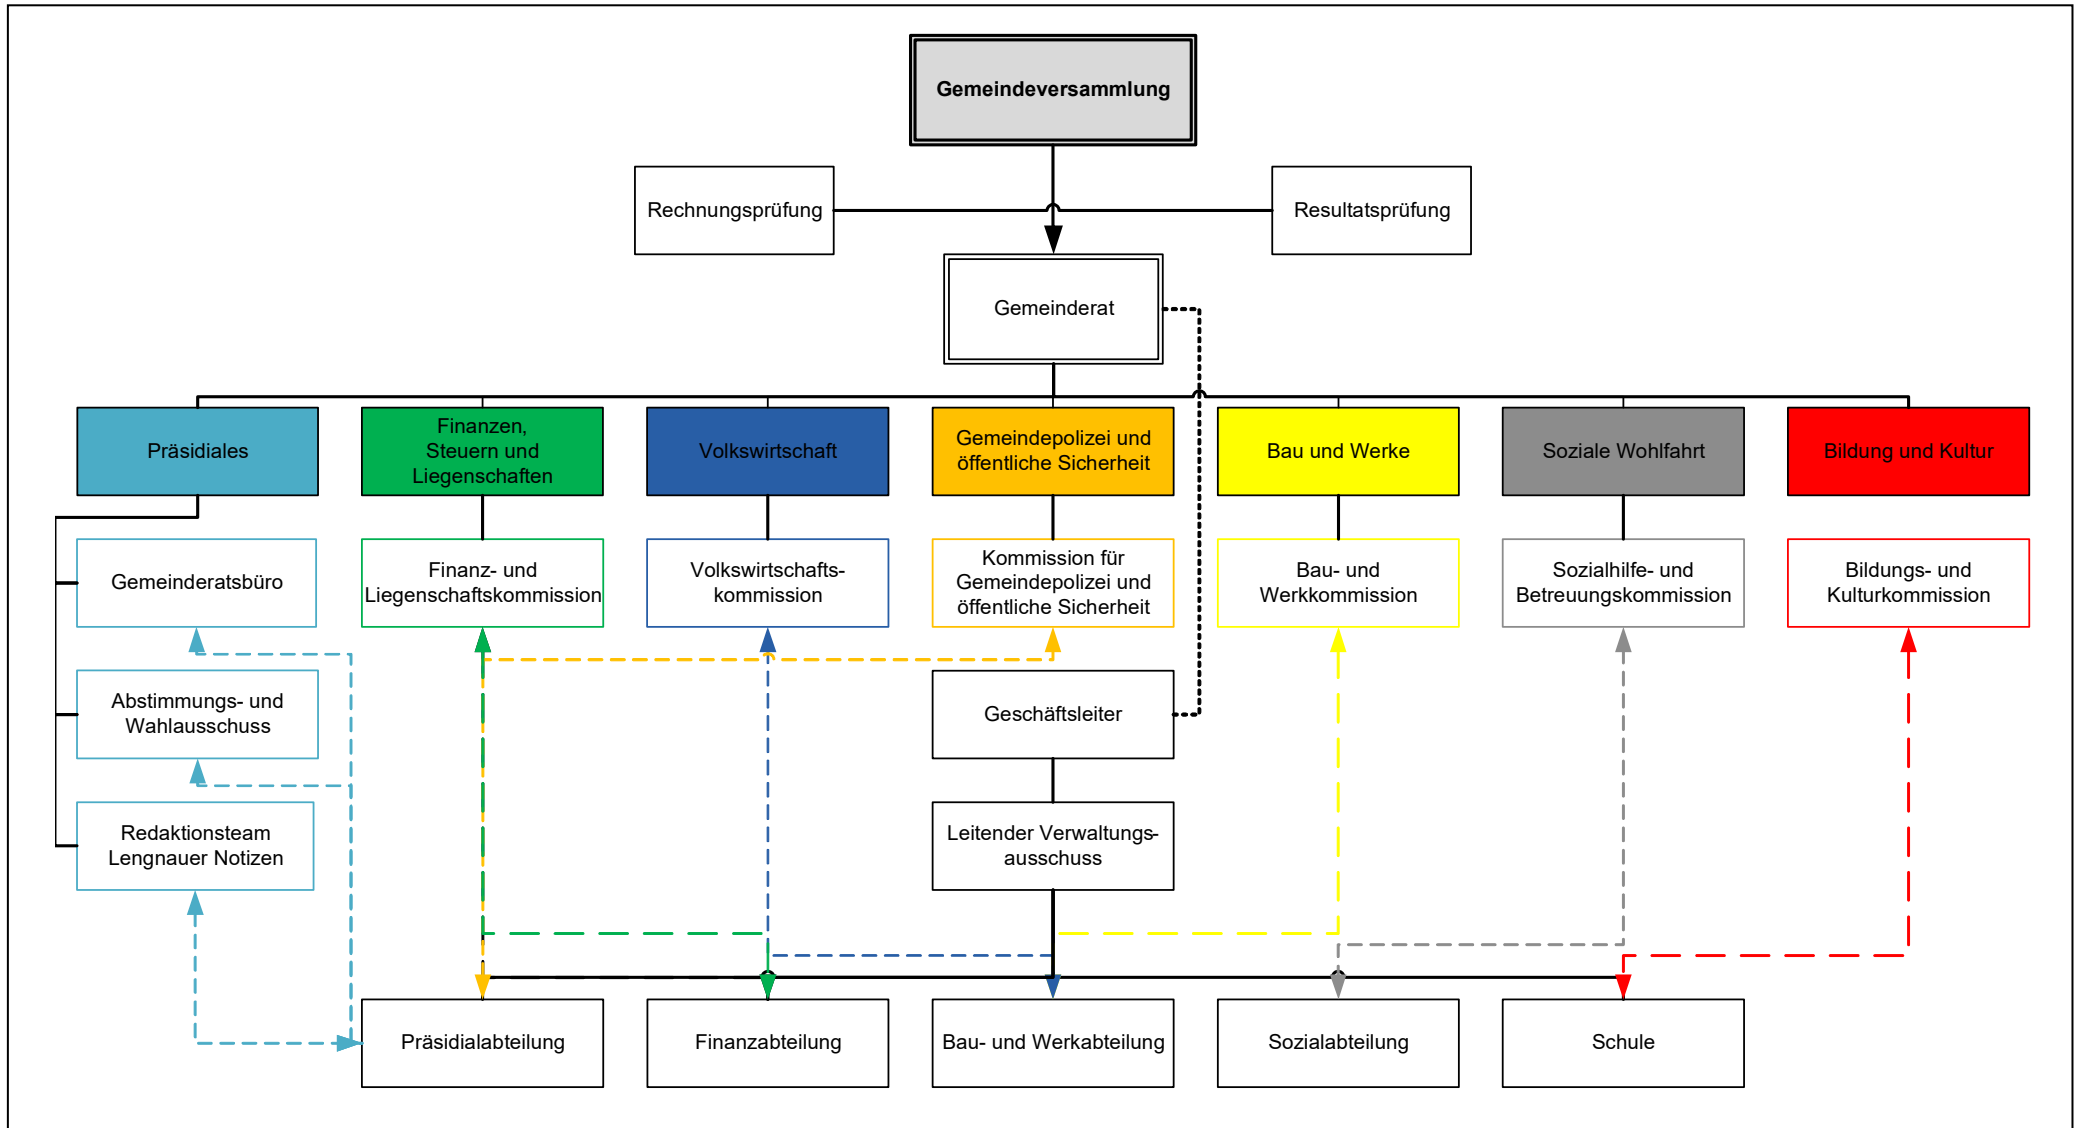 Gemeindeversammlung
Rechnungsprüfung
Resultatsprüfung
Gemeinderat
Präsidiales
Finanzen,
Steuern und
Liegenschaften
Volkswirtschaft
Gemeindepolizei und
öffentliche Sicherheit
Bau und Werke
Soziale Wohlfahrt
Bildung und Kultur
Gemeinderatsbüro
Finanz- und
Liegenschaftskommission
Volkswirtschafts-
kommission
Kommission für
Gemeindepolizei und
öffentliche Sicherheit
Bau- und
Werkkommission
Sozialhilfe- und
Betreuungskommission
Bildungs- und
Kulturkommission
Abstimmungs- und
Wahlausschuss
Geschäftsleiter
Redaktionsteam
Lengnauer Notizen
Leitender Verwaltungs-
ausschuss
Präsidialabteilung
Finanzabteilung
Bau- und Werkabteilung
Sozialabteilung
Schule